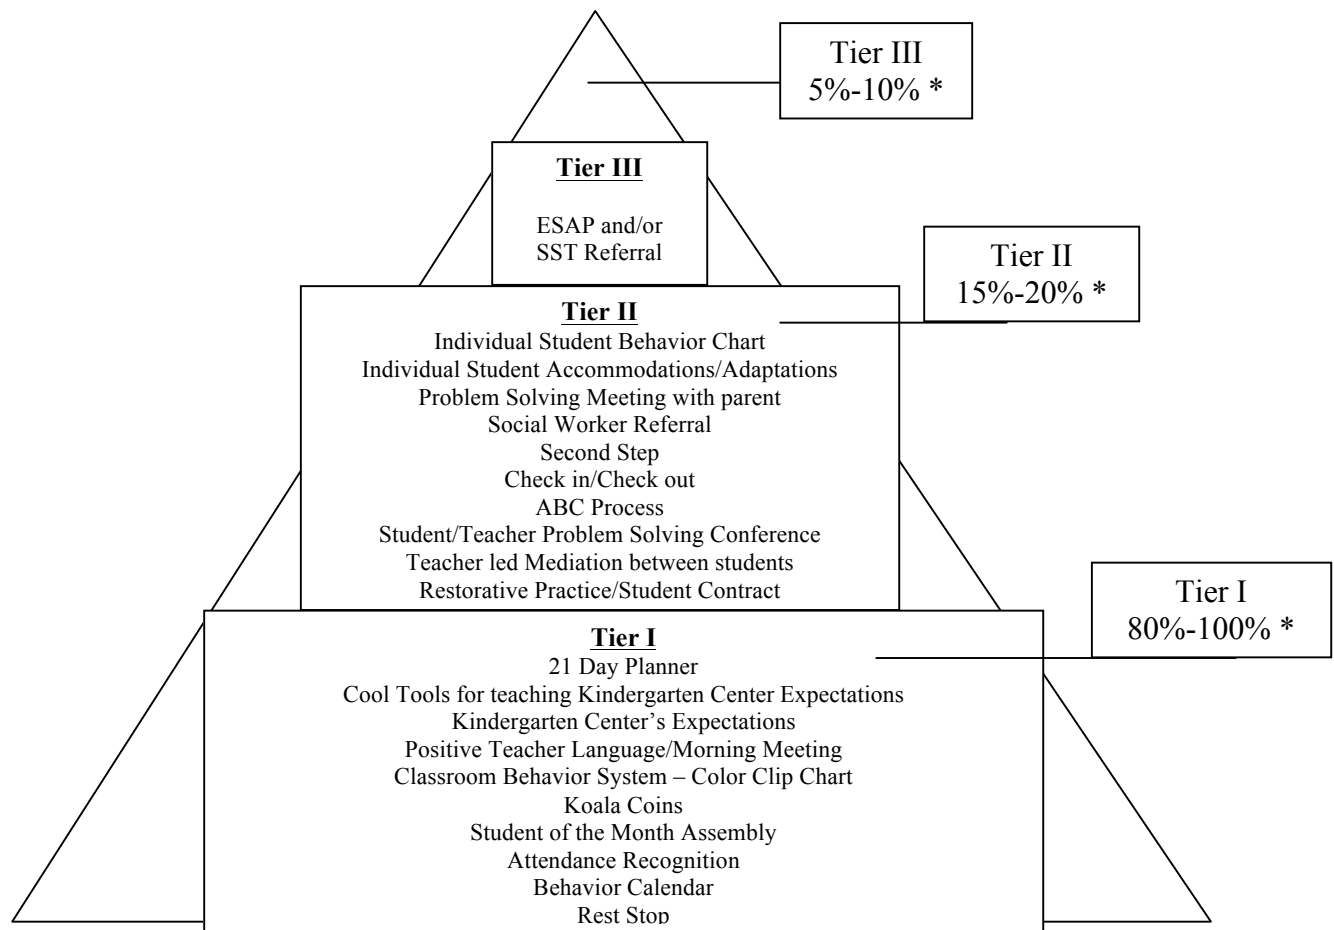 Tier III
5%-10% *
Tier III
ESAP and/or
SST Referral
Tier II
15%-20% *
Tier II
Individual Student Behavior Chart
Individual Student Accommodations/Adaptations
Problem Solving Meeting with parent
Social Worker Referral
Second Step
Check in/Check out
ABC Process
Student/Teacher Problem Solving Conference
Teacher led Mediation between students
Restorative Practice/Student Contract
Tier I
80%-100% *
Tier I
21 Day Planner
Cool Tools for teaching Kindergarten Center Expectations
Kindergarten Center’s Expectations
Positive Teacher Language/Morning Meeting
Classroom Behavior System – Color Clip Chart
Koala Coins
Student of the Month Assembly
Attendance Recognition
Behavior Calendar
Rest Stop